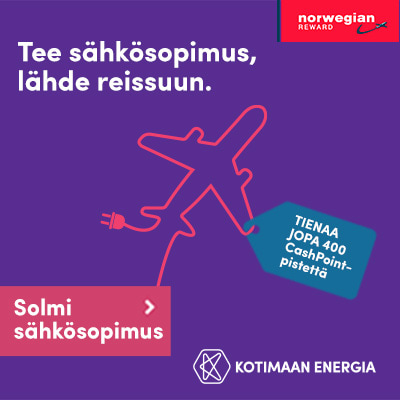 norwegian
REWARD
Tee sähkösopimus,
lähde reissuun.
TIENAA
JOPA 400
CashPoint-
pistettä
Solmi
sähkösopimus
KOTIMAAN ENERGIA